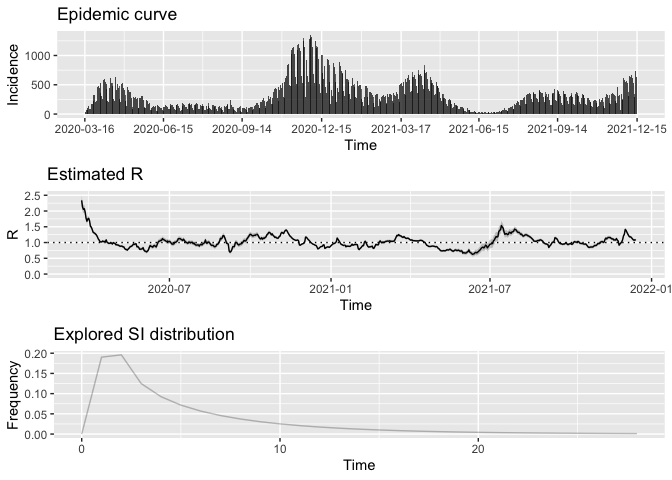 Epidemic curve
Incidence
1000
500
0
2020-03-16 2020-06-15 2020-09-14 2020-12-15 2021-03-17 2021-06-15 2021-09-14 2021-12-15
Time
Estimated R
R
2.5
2.0
1.5
1.0
0.5
0.0
2020-07 2021-01 2021-07 2022-01
Time
Explored SI distribution
Frequency
0.20
0.15
0.10
0.05
0.00
0 10 20
Time